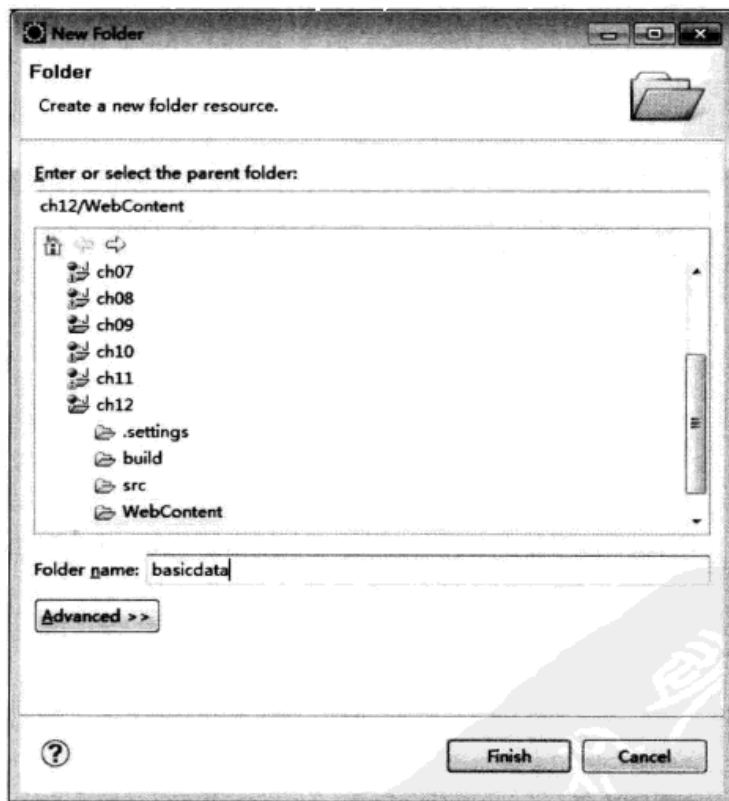 New Folder
Folder
Create a new folder resource.
Enter or select the parent folder:
ch12/WebContent
ch07
ch08
ch09
ch10
ch11
ch12
.settings
build
src
WebContent
Folder name: basicdata
Advanced >>
Finish
Cancel